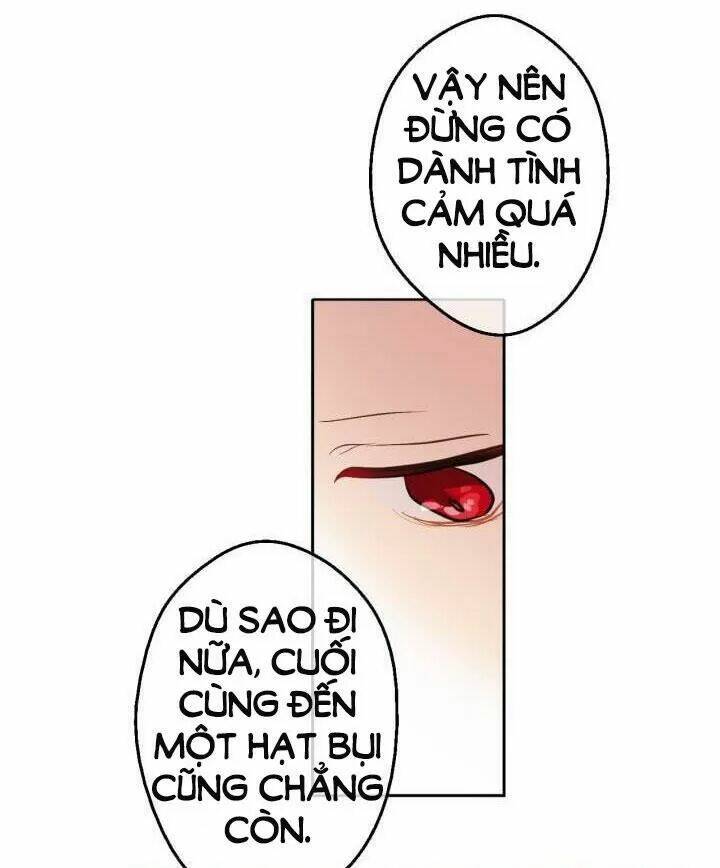 VẬY NÊN
ĐỪNG CÓ
DÀNH TÌNH
CẢM QUÁ
NHIỀU.
DÙ SAO ĐI
NỮA, CUỐI
CÙNG ĐẾN
MỘT HẠT BỤI
CŨNG CHẲNG
CÒN.